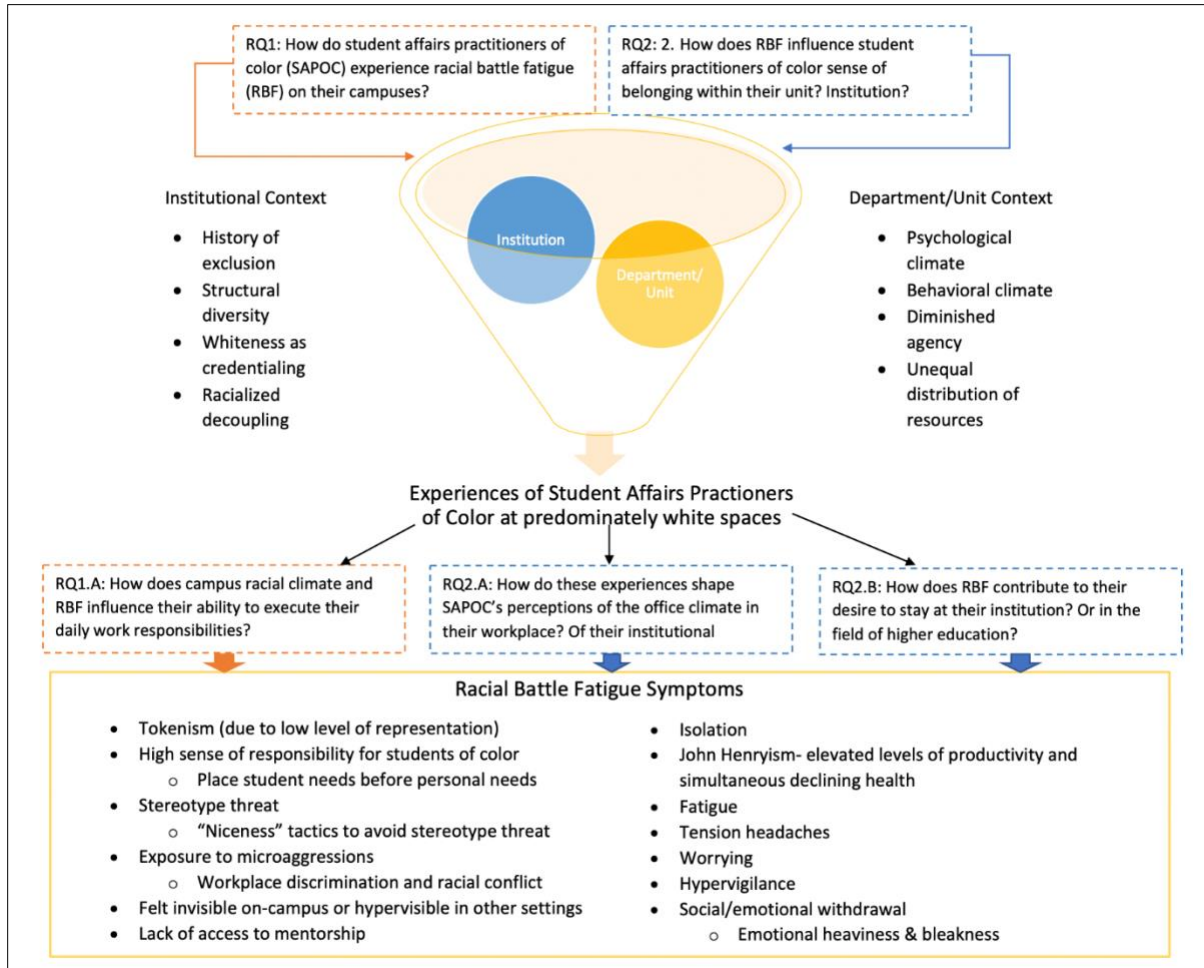 RQ1: How do student affairs practitioners of
color (SAPOC) experience racial battle fatigue
(RBF) on their campuses?
RQ2: 2. How does RBF influence student
affairs practitioners of color sense of
belonging within their unit? Institution?
Institutional Context
• History of
exclusion
• Structural
diversity
• Whiteness as
credentialing
• Racialized
decoupling
Institution
Department/
Unit
Department/Unit Context
• Psychological
climate
• Behavioral climate
• Diminished
agency
• Unequal
distribution of
resources
Experiences of Student Affairs Practioners
of Color at predominately white spaces
RQ1.A: How does campus racial climate and
RBF influence their ability to execute their
daily work responsibilities?
RQ2.A: How do these experiences shape
SAPOC’s perceptions of the office climate in
their workplace? Of their institutional
RQ2.B: How does RBF contribute to their
desire to stay at their institution? Or in the
field of higher education?
Racial Battle Fatigue Symptoms
• Tokenism (due to low level of representation)
• High sense of responsibility for students of color
o Place student needs before personal needs
• Stereotype threat
o “Niceness” tactics to avoid stereotype threat
• Exposure to microaggressions
o Workplace discrimination and racial conflict
• Felt invisible on-campus or hypervisible in other settings
• Lack of access to mentorship
• Isolation
• John Henryism- elevated levels of productivity and
simultaneous declining health
• Fatigue
• Tension headaches
• Worrying
• Hypervigilance
• Social/emotional withdrawal
o Emotional heaviness & bleakness